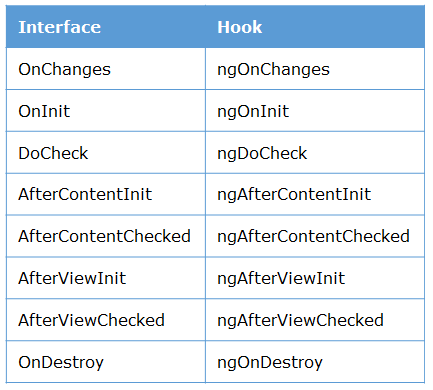 Interface Hook
OnChanges ngOnChanges
OnInit ngOnInit
DoCheck ngDoCheck
AfterContentInit ngAfterContentInit
AfterContentChecked ngAfterContentChecked
AfterViewInit ngAfterViewInit
AfterViewChecked ngAfterViewChecked
OnDestroy ngOnDestroy